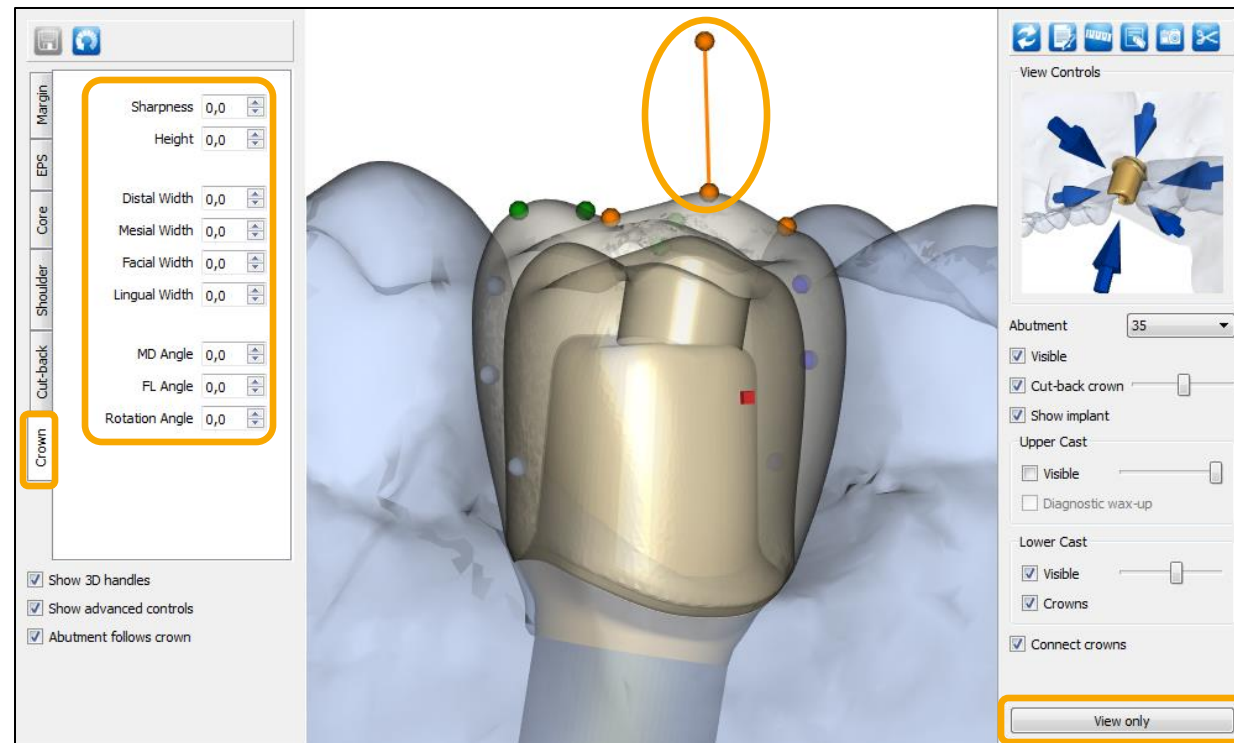 Margin
EPS
Core
Shoulder
Cut-back
Crown
Sharpness 0,0
Height 0,0
Distal Width 0,0
Mesial Width 0,0
Facial Width 0,0
Lingual Width 0,0
MD Angle 0,0
FL Angle 0,0
Rotation Angle 0,0
Show 3D handles
Show advanced controls
Abutment follows crown
View Controls
Abutment 35
Visible
Cut-back crown
Show implant
Upper Cast
Visible
Diagnostic wax-up
Lower Cast
Visible
Crowns
Connect crowns
View only